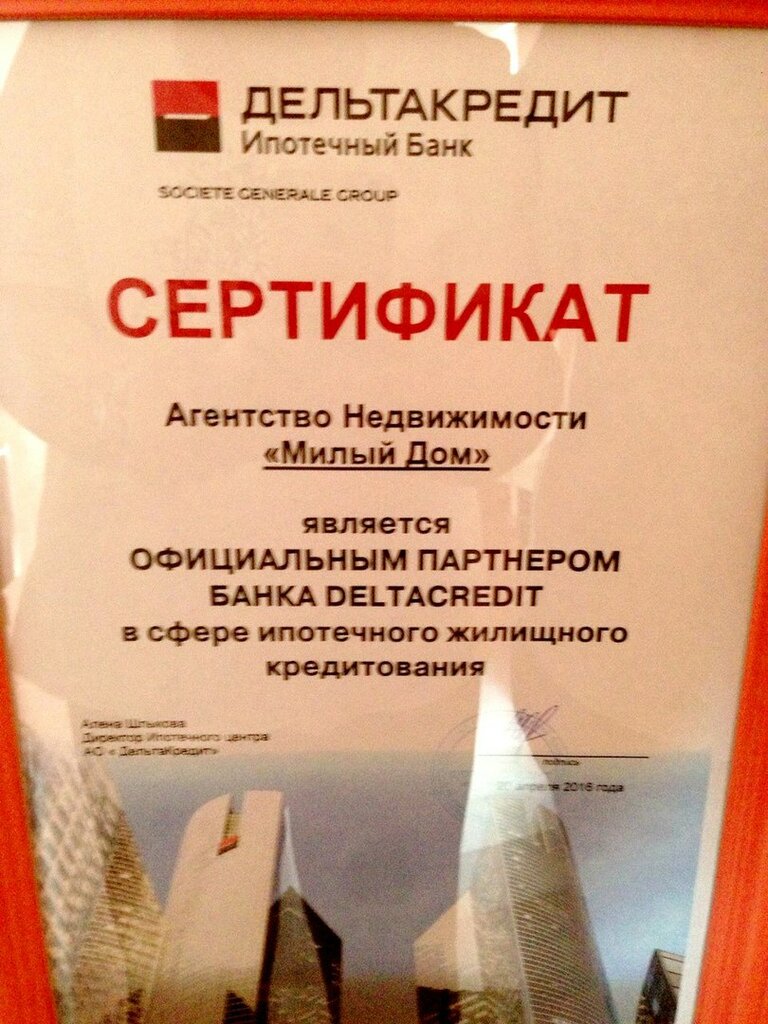 ДЕЛЬТАКРЕДИТ
Ипотечный Банк
SOCIETE GENERALE GROUP
СЕРТИФИКАТ
Агентство Недвижимости
«Милый Дом»
является
ОФИЦИАЛЬНЫМ ПАРТНЕРОМ
БАНКА DELTACREDIT
в сфере ипотечного жилищного
кредитования
Алена Шлыкова
Директор Ипотечного центра
АО « ДельтаКредит»
подпись
20 апреля 2016 года